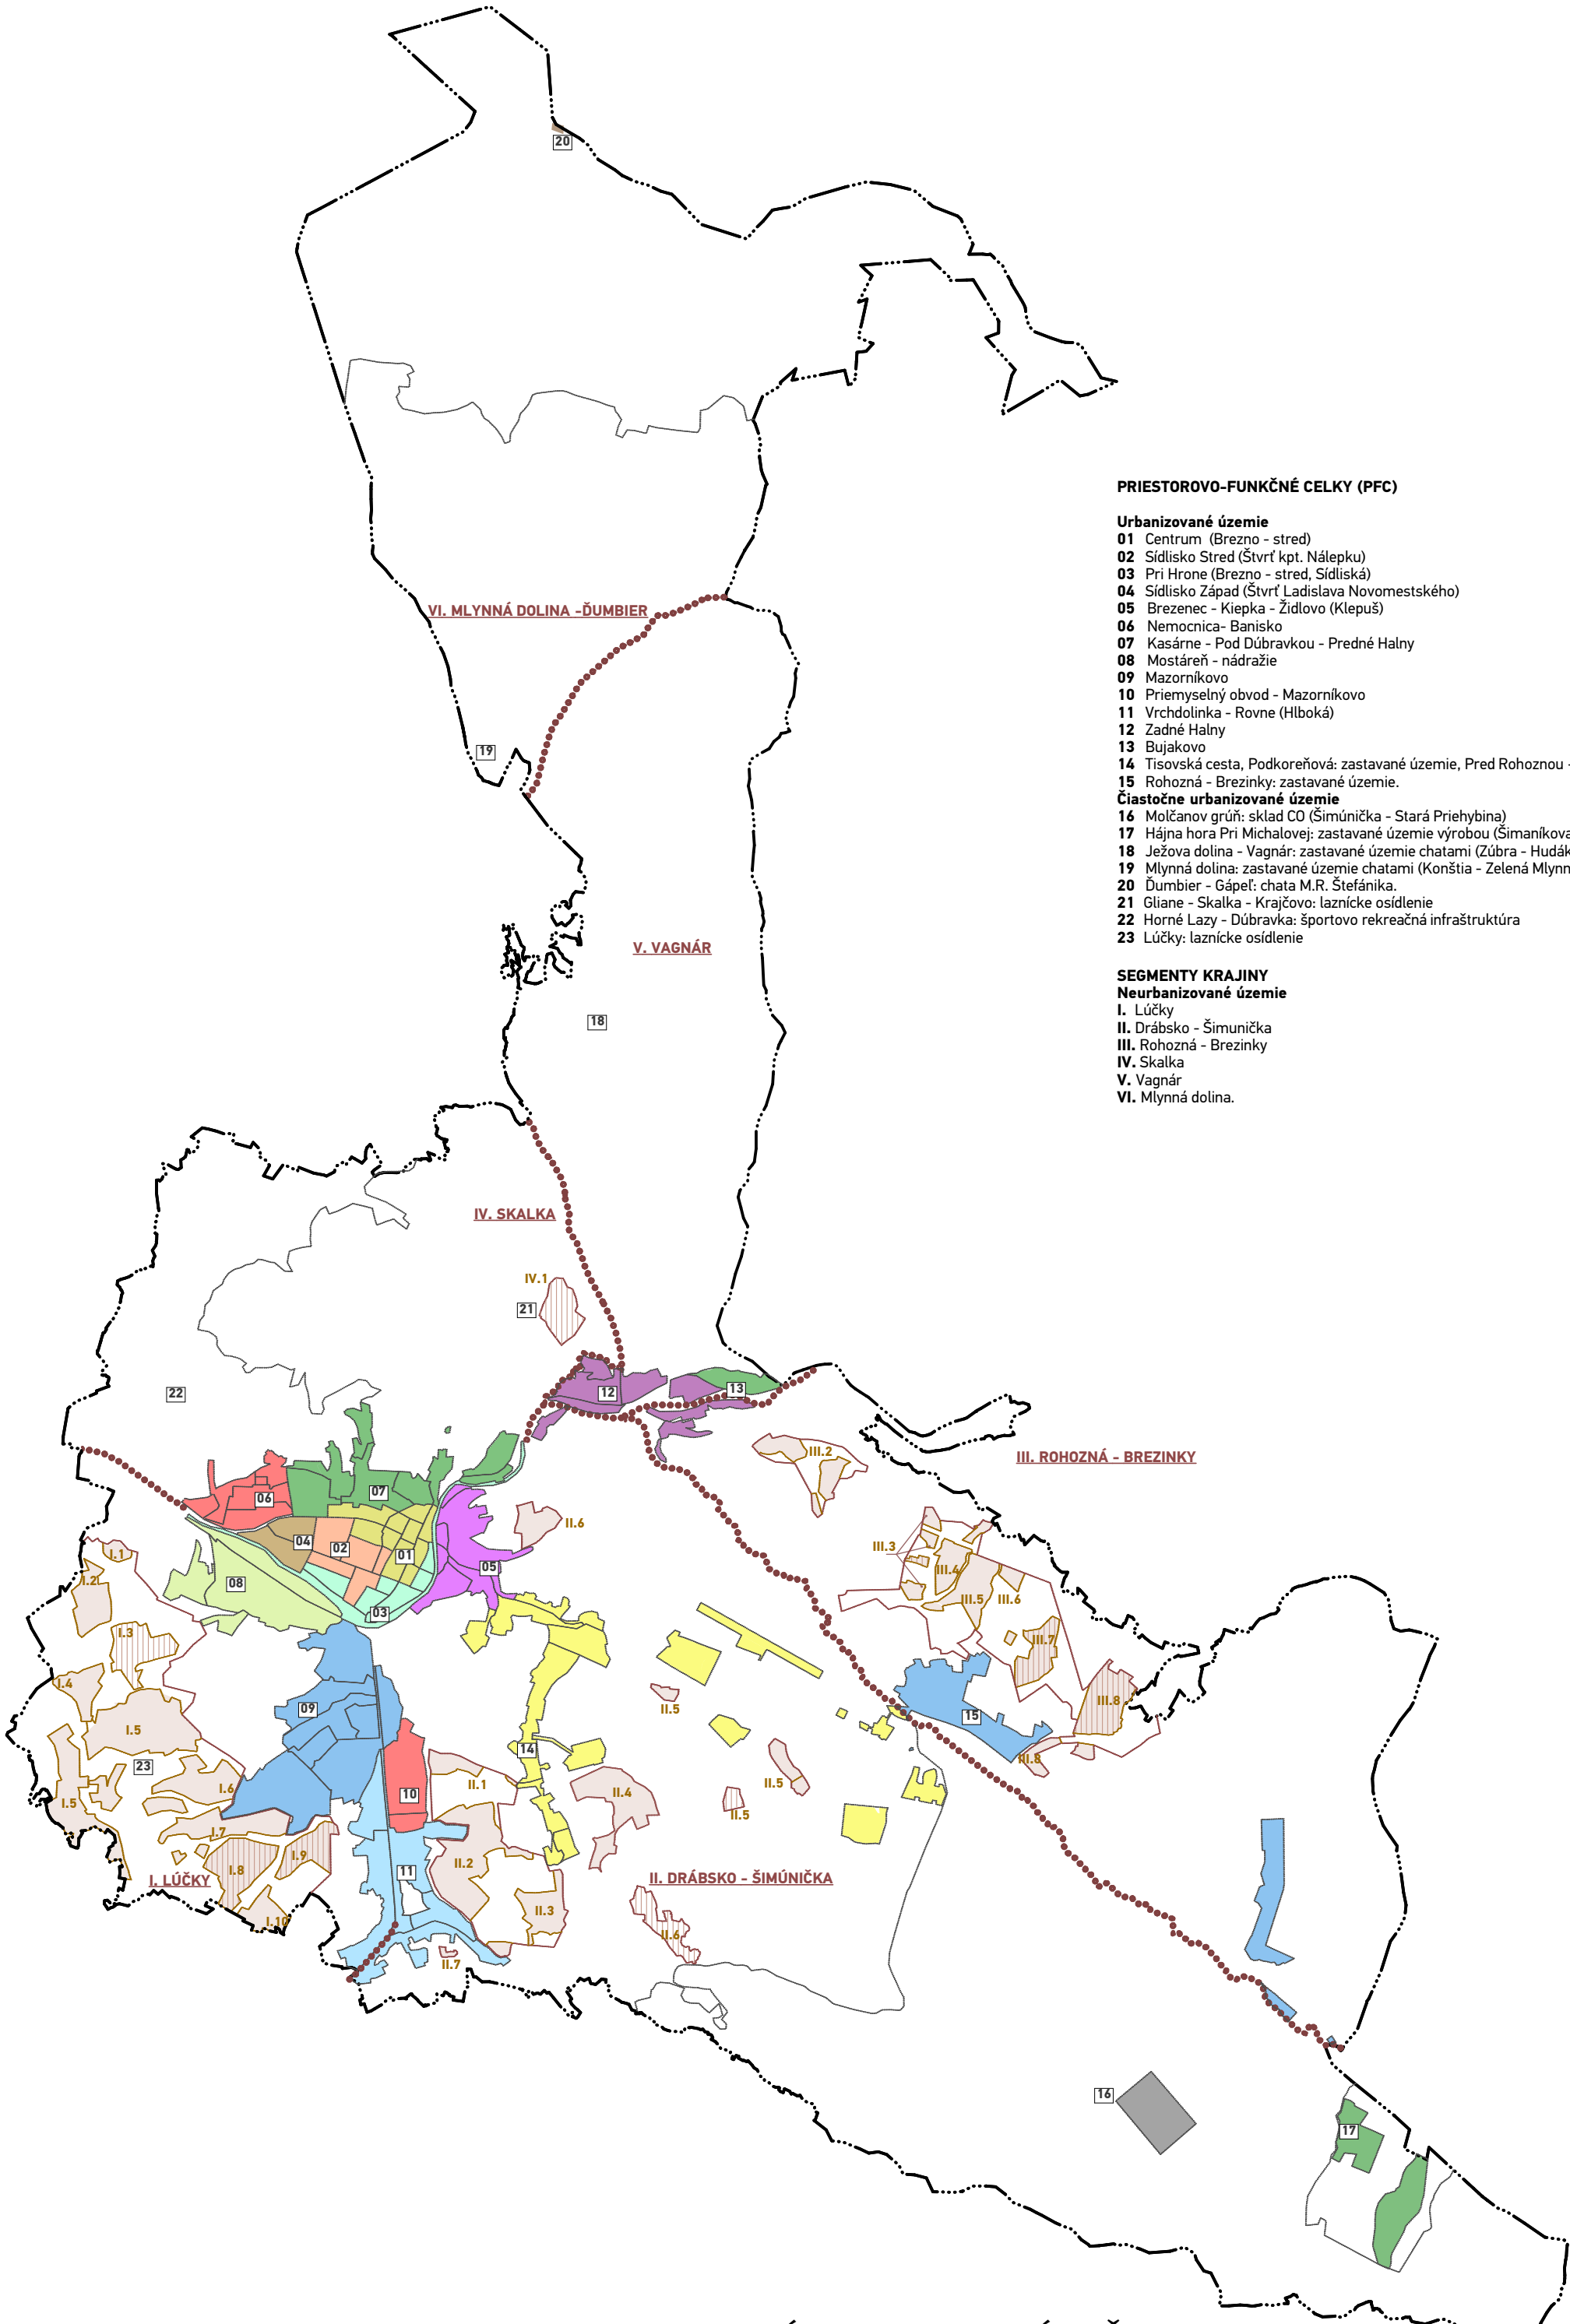 20
PRIESTOROVO-FUNKČNÉ CELKY (PFC)
Urbanizované územie
01 Centrum (Brezno - stred)
02 Sídlisko Stred (Štvrť kpt. Nálepku)
03 Pri Hrone (Brezno - stred, Sídliská)
04 Sídlisko Západ (Štvrť Ladislava Novomestského)
05 Brezenec - Kiepka - Židlovo (Klepuš)
06 Nemocnica- Banisko
07 Kasárne - Pod Dúbravkou - Predné Halny
08 Mostáreň - nádražie
09 Mazorníkovo
10 Priemyselný obvod - Mazorníkovo
11 Vrchdolinka - Rovne (Hlboká)
12 Zadné Halny
13 Bujakovo
14 Tisovská cesta, Podkoreňová: zastavané územie, Pred Rohoznou -
15 Rohozná - Brezinky: zastavané územie.
Čiastočne urbanizované územie
16 Molčanov grúň: sklad CO (Šimúnička - Stará Priehybina)
17 Hájna hora Pri Michalovej: zastavané územie výrobou (Šimaníkova
18 Ježova dolina - Vagnár: zastavané územie chatami (Zúbra - Hudák
19 Mlynná dolina: zastavané územie chatami (Konštia - Zelená Mlynn
20 Ďumbier - Gápeľ: chata M.R. Štefánika.
21 Gliane - Skalka - Krajčovo: laznícke osídlenie
22 Horné Lazy - Dúbravka: športovo rekreačná infraštruktúra
23 Lúčky: laznícke osídlenie
SEGMENTY KRAJINY
Neurbanizované územie
I. Lúčky
II. Drábsko - Šimunička
III. Rohozná - Brezinky
IV. Skalka
V. Vagnár
VI. Mlynná dolina.
VI. MLYNNÁ DOLINA -ĎUMBIER
19
V. VAGNÁR
18
IV. SKALKA
IV.1
21
22
12
13
III. ROHOZNÁ - BREZINKY
III.2
06
07
II.6
04
02
01
05
03
08
III.3
III.4
III.5
III.6
III.7
III.8
III.8
15
I.1
I.2
I.3
I.4
I.5
23
I.5
I.6
I.7
I.8
I.9
I.10
I. LÚČKY
09
10
11
14
II.1
II.2
II.3
II.4
II.5
II.5
II.5
II. DRÁBSKO - ŠIMÚNIČKA
II.6
II.7
16
17